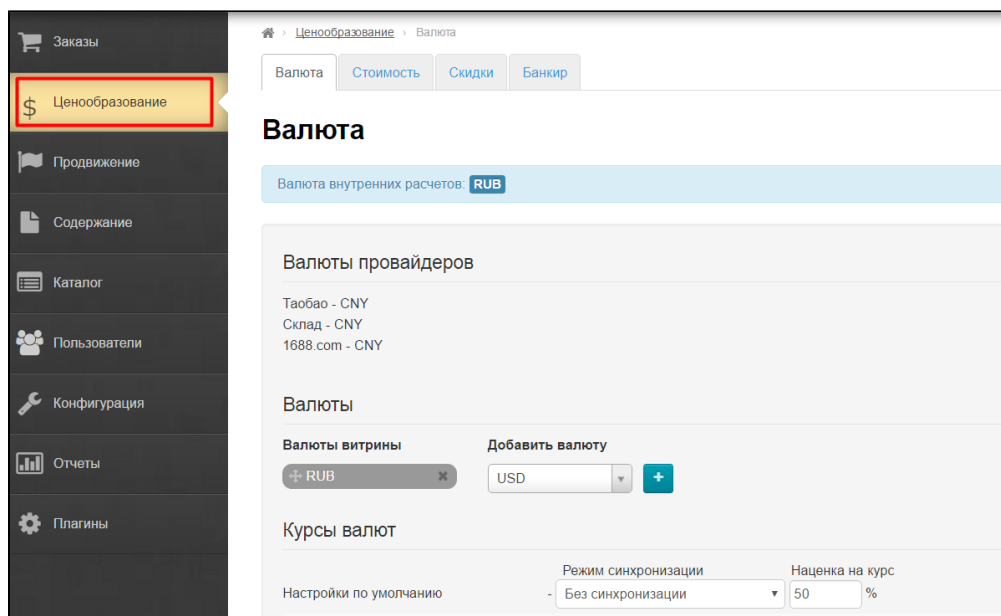 Заказы
$ Ценообразование
Продвижение
Содержание
Каталог
Пользователи
Конфигурация
Отчеты
Плагины
Ценообразование › Валюта
Валюта Стоимость Скидки Банкир
Валюта
Валюта внутренних расчетов: RUB
Валюты провайдеров
Таобао - CNY
Склад - CNY
1688.com - CNY
Валюты
Валюты витрины Добавить валюту
RUB USD +
Курсы валют
Режим синхронизации Наценка на курс
Настройки по умолчанию - Без синхронизации 50 %